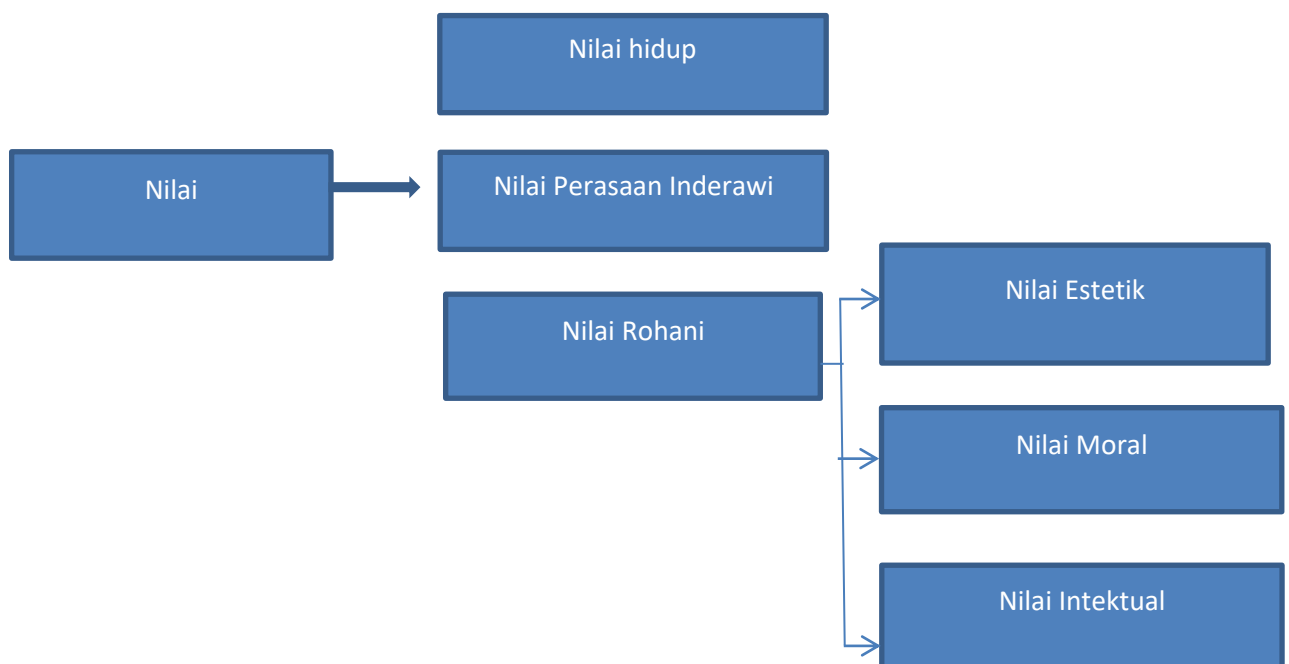 Nilai hidup
Nilai
Nilai Perasaan Inderawi
Nilai Rohani
Nilai Estetik
Nilai Moral
Nilai Intektual